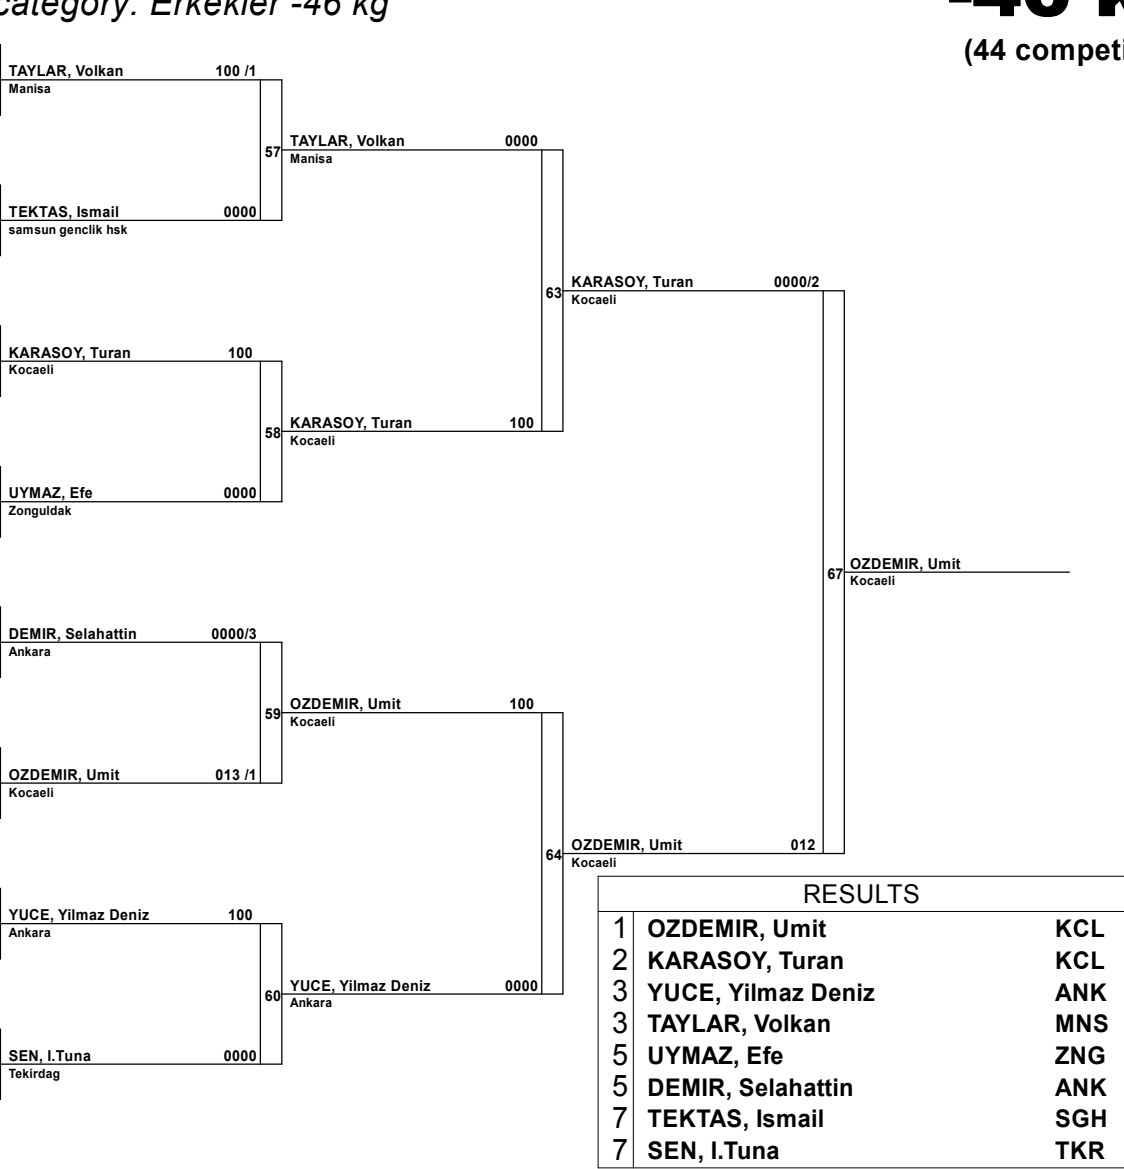 category: Erkekler -46 kg
(44 competi
TAYLAR, Volkan 100 /1
Manisa
57
TAYLAR, Volkan 0000
Manisa
TEKTAS, Ismail 0000
samsun genclik hsk
63
KARASOY, Turan 0000/2
Kocaeli
KARASOY, Turan 100
Kocaeli
58
KARASOY, Turan 100
Kocaeli
UYMAZ, Efe 0000
Zonguldak
67
OZDEMIR, Umit
Kocaeli
DEMIR, Selahattin 0000/3
Ankara
59
OZDEMIR, Umit 100
Kocaeli
OZDEMIR, Umit 013 /1
Kocaeli
64
OZDEMIR, Umit 012
Kocaeli
YUCE, Yilmaz Deniz 100
Ankara
60
YUCE, Yilmaz Deniz 0000
Ankara
SEN, I.Tuna 0000
Tekirdag
RESULTS
1 OZDEMIR, Umit KCL
2 KARASOY, Turan KCL
3 YUCE, Yilmaz Deniz ANK
3 TAYLAR, Volkan MNS
5 UYMAZ, Efe ZNG
5 DEMIR, Selahattin ANK
7 TEKTAS, Ismail SGH
7 SEN, I.Tuna TKR